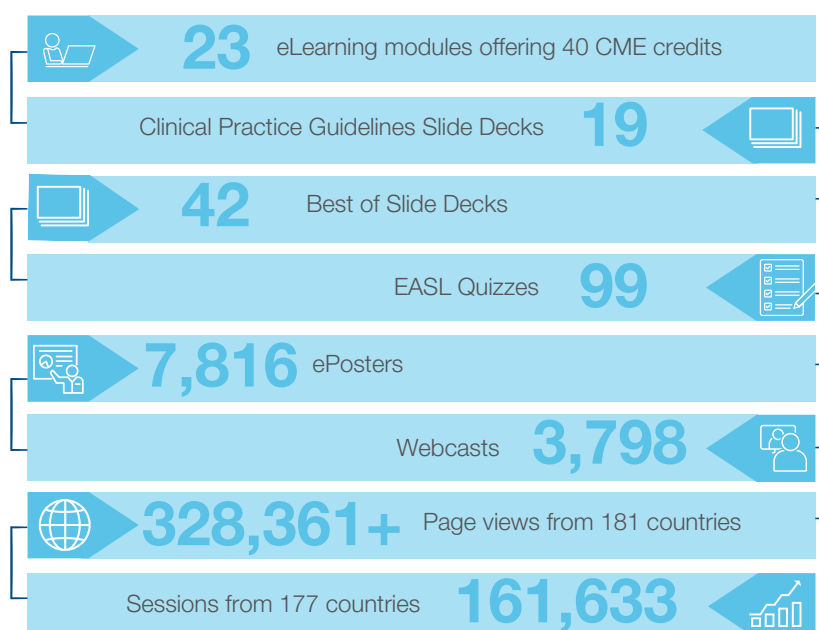 23 eLearning modules offering 40 CME credits
Clinical Practice Guidelines Slide Decks 19
42 Best of Slide Decks
EASL Quizzes 99
7,816 ePosters
Webcasts 3,798
328,361+ Page views from 181 countries
Sessions from 177 countries 161,633